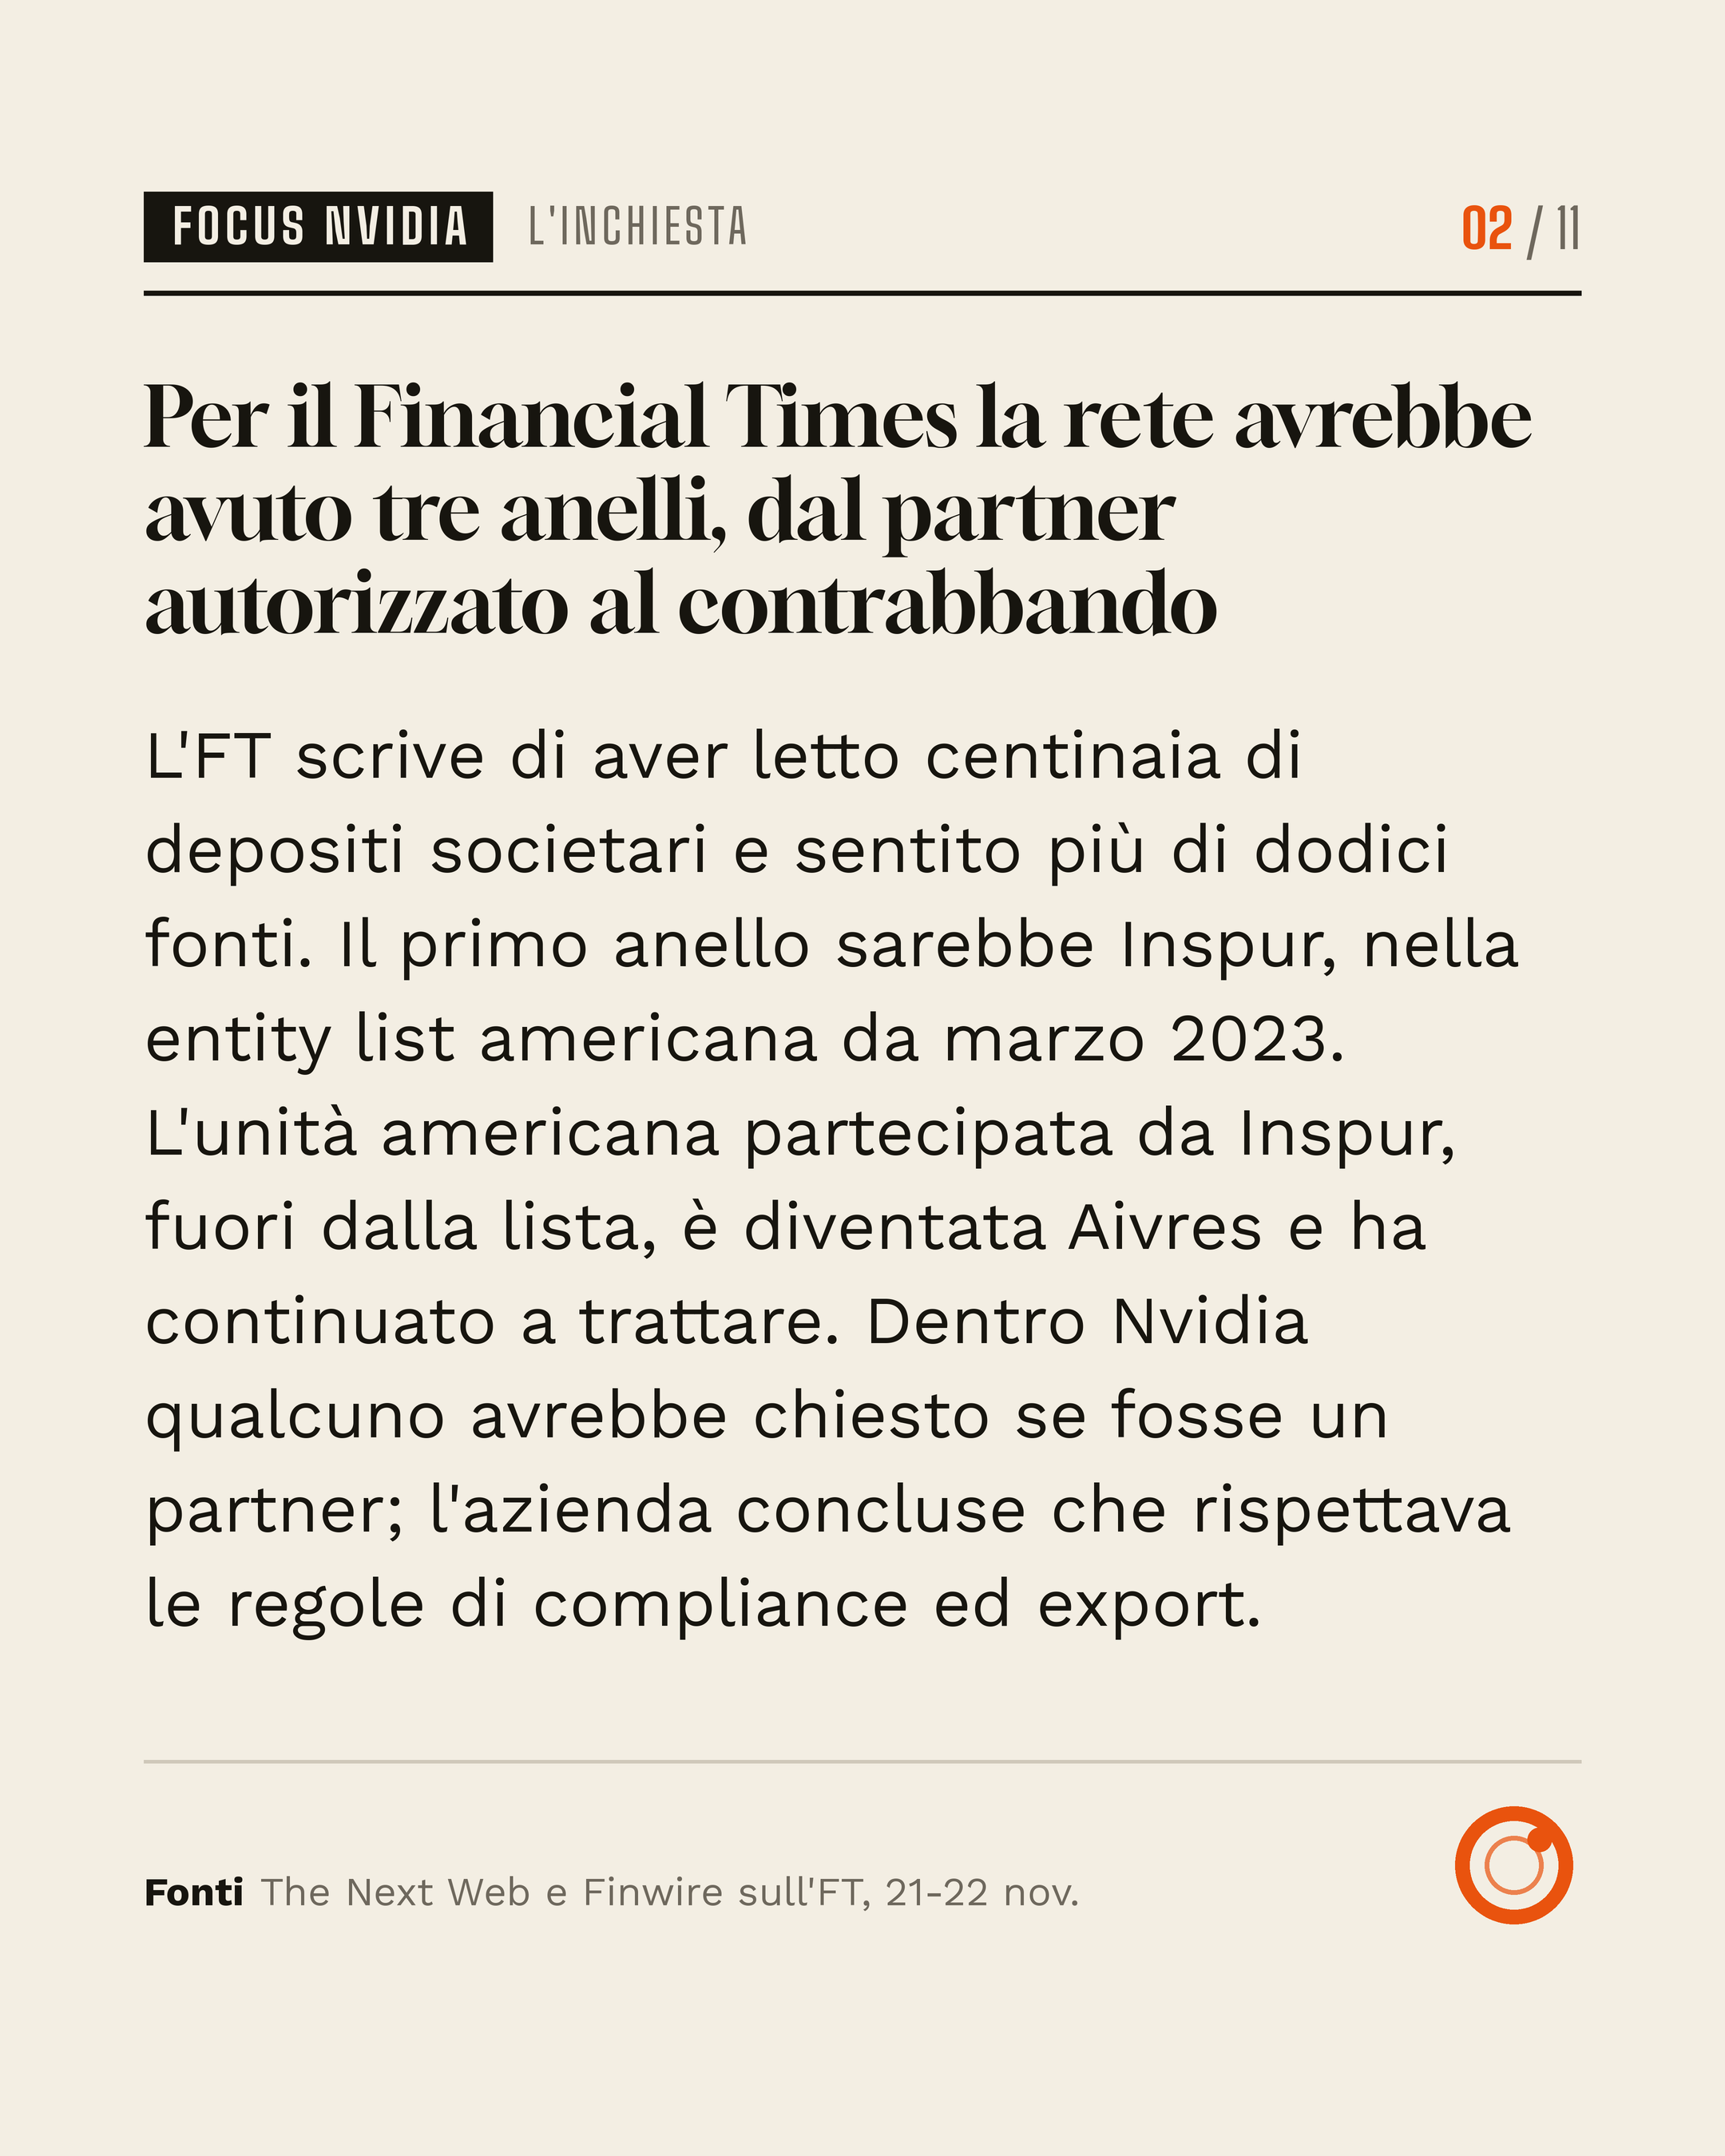 FOCUS NVIDIA L'INCHIESTA 02 / 11
Per il Financial Times la rete avrebbe
avuto tre anelli, dal partner
autorizzato al contrabbando
L'FT scrive di aver letto centinaia di
depositi societari e sentito più di dodici
fonti. Il primo anello sarebbe Inspur, nella
entity list americana da marzo 2023.
L'unità americana partecipata da Inspur,
fuori dalla lista, è diventata Aivres e ha
continuato a trattare. Dentro Nvidia
qualcuno avrebbe chiesto se fosse un
partner; l'azienda concluse che rispettava
le regole di compliance ed export.
Fonti The Next Web e Finwire sull'FT, 21-22 nov.